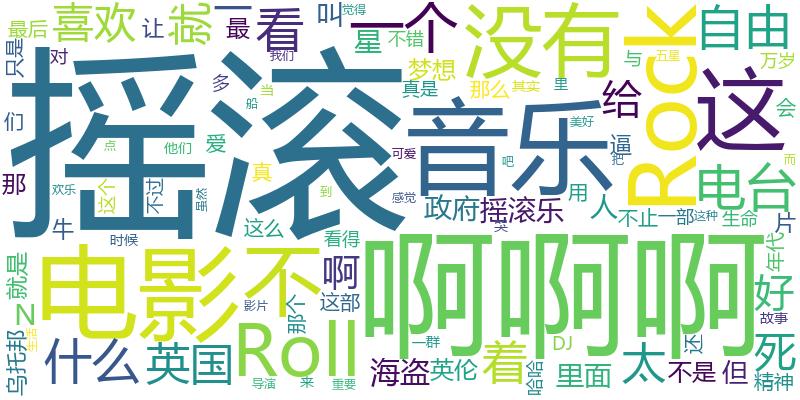 最后
喜欢
让
就
一
最
看
叫
觉得
星
一个
不错
没有
Rock
自由
只是
对
多
我们
梦想
与
五星
万岁
真是
那么
其实
里
给
这
会
们
摇滚
船
当
音乐
美好
爱
他们
点
可爱
逼
把
电台
而
那
真
吧
欢乐
这个
不过
虽然
到
感觉
政府
摇滚乐
用
人
不止一部
这种
生命
片
牛
时候
这么
看得
笑
电影
不
啊
啊啊啊
年代
就是
N
那个
这部
影片
好
故事
乌托邦
生活
什么
英国
Roll
一群
DJ
还
海盗
英伦
着
哈哈
里面
太
不是
但
死
精神
导演
来
重要